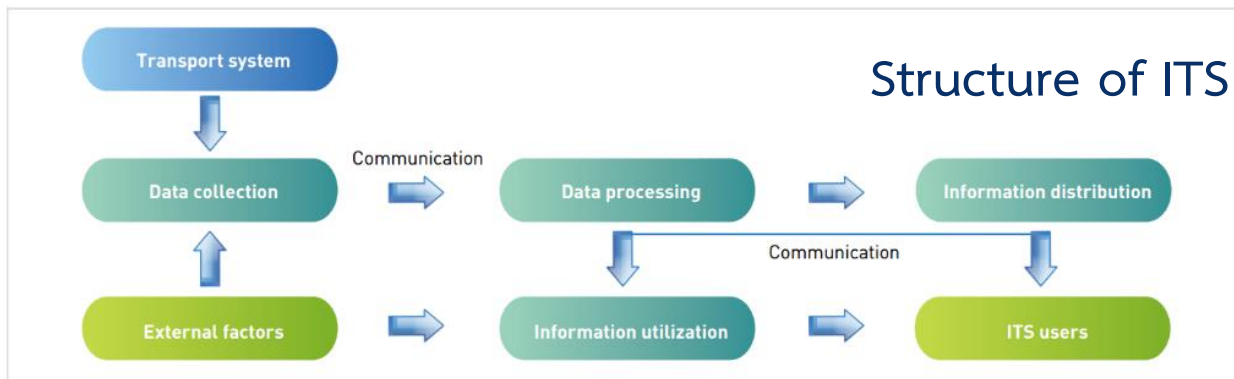 Transport system
Structure of ITS
Communication
Data collection
Data processing
Information distribution
Communication
External factors
Information utilization
ITS users